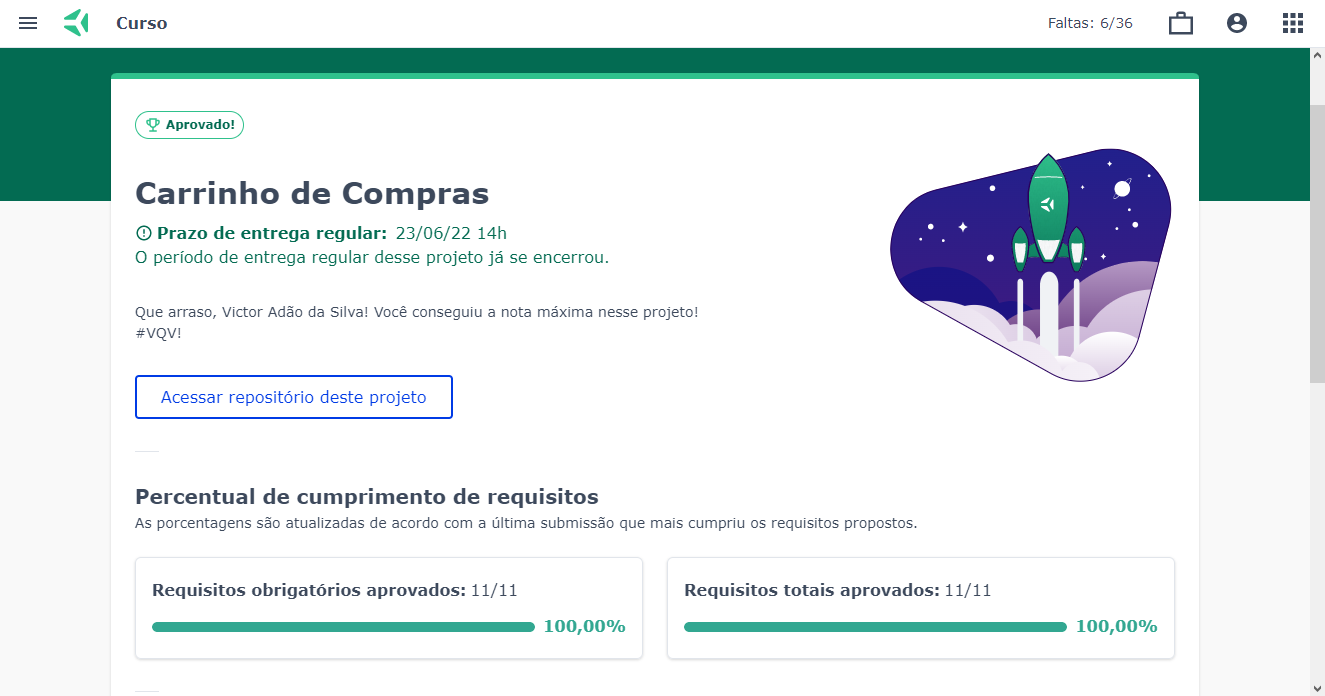 Curso
Faltas: 6/36
Aprovado!
Carrinho de Compras
Prazo de entrega regular: 23/06/22 14h
O período de entrega regular desse projeto já se encerrou.
Que arraso, Victor Adão da Silva! Você conseguiu a nota máxima nesse projeto!
#VQV!
Acessar repositório deste projeto
Percentual de cumprimento de requisitos
As porcentagens são atualizadas de acordo com a última submissão que mais cumpriu os requisitos propostos.
Requisitos obrigatórios aprovados: 11/11
100,00%
Requisitos totais aprovados: 11/11
100,00%